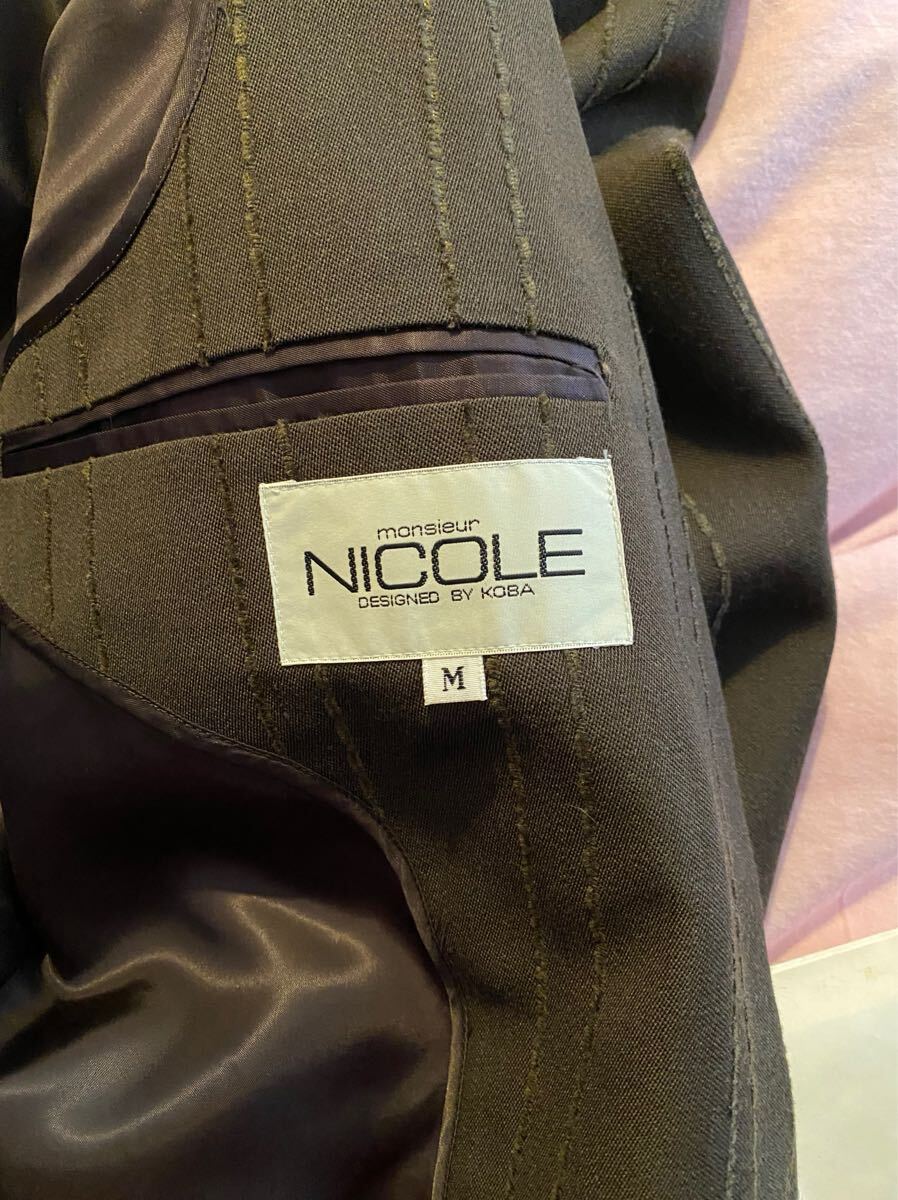 monsieur
NICOLE
DESIGNED BY KOBA
M